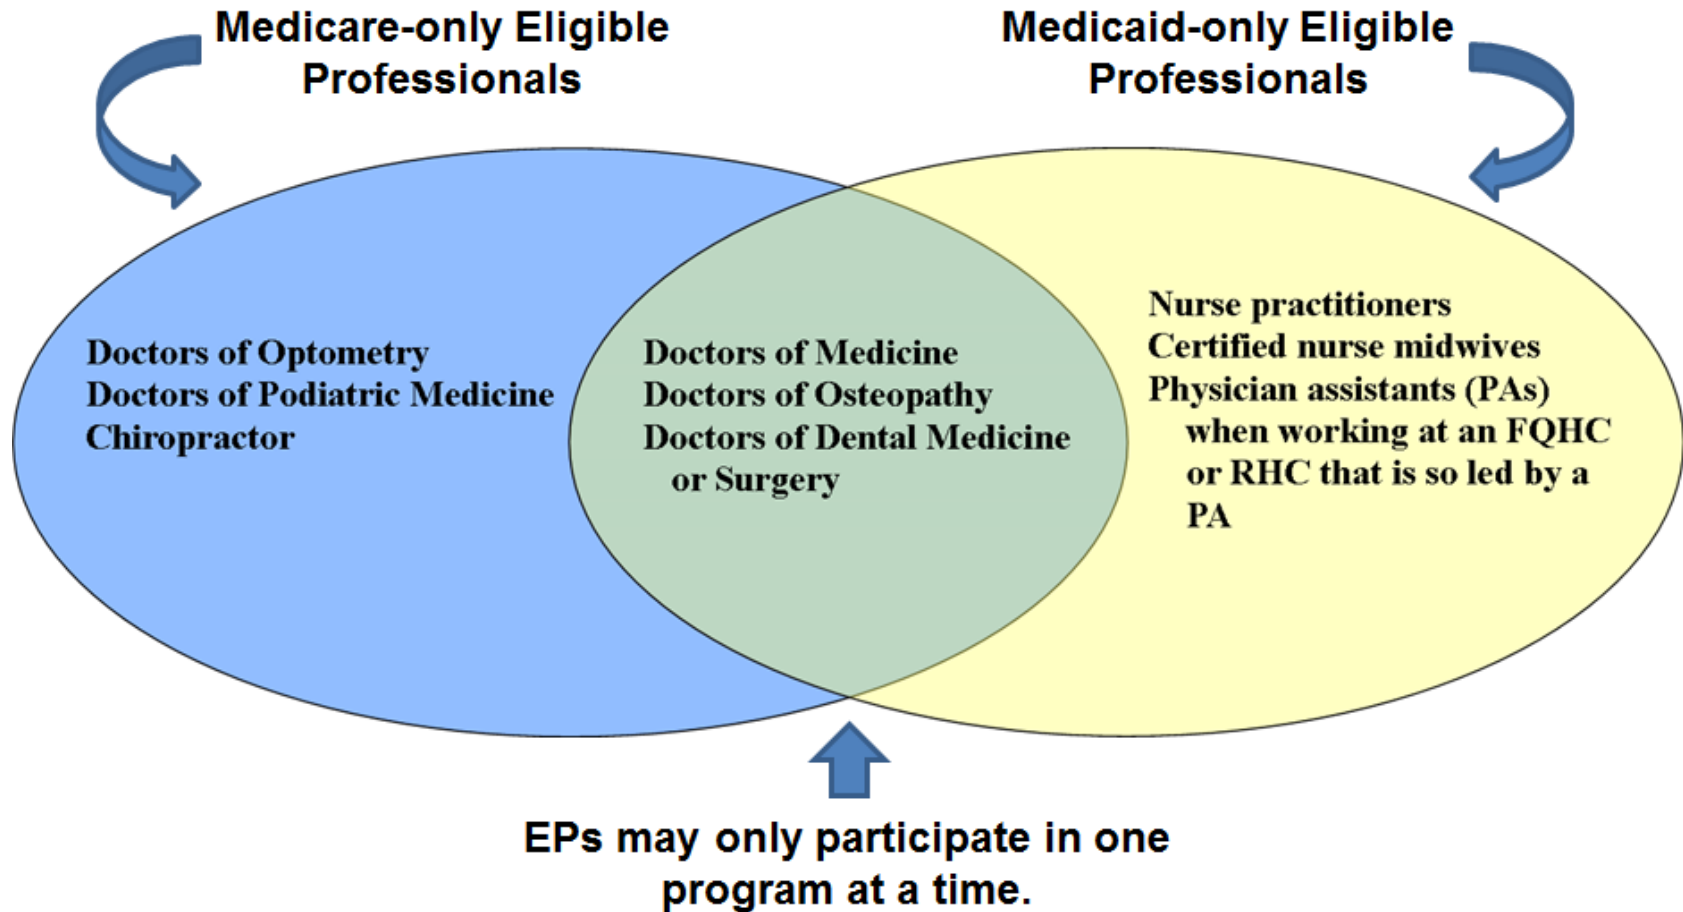 Medicare-only Eligible
Professionals
Medicaid-only Eligible
Professionals
Doctors of Optometry
Doctors of Podiatric Medicine
Chiropractor
Doctors of Medicine
Doctors of Osteopathy
Doctors of Dental Medicine
or Surgery
Nurse practitioners
Certified nurse midwives
Physician assistants (PAs)
when working at an FQHC
or RHC that is so led by a
PA
EPs may only participate in one
program at a time.